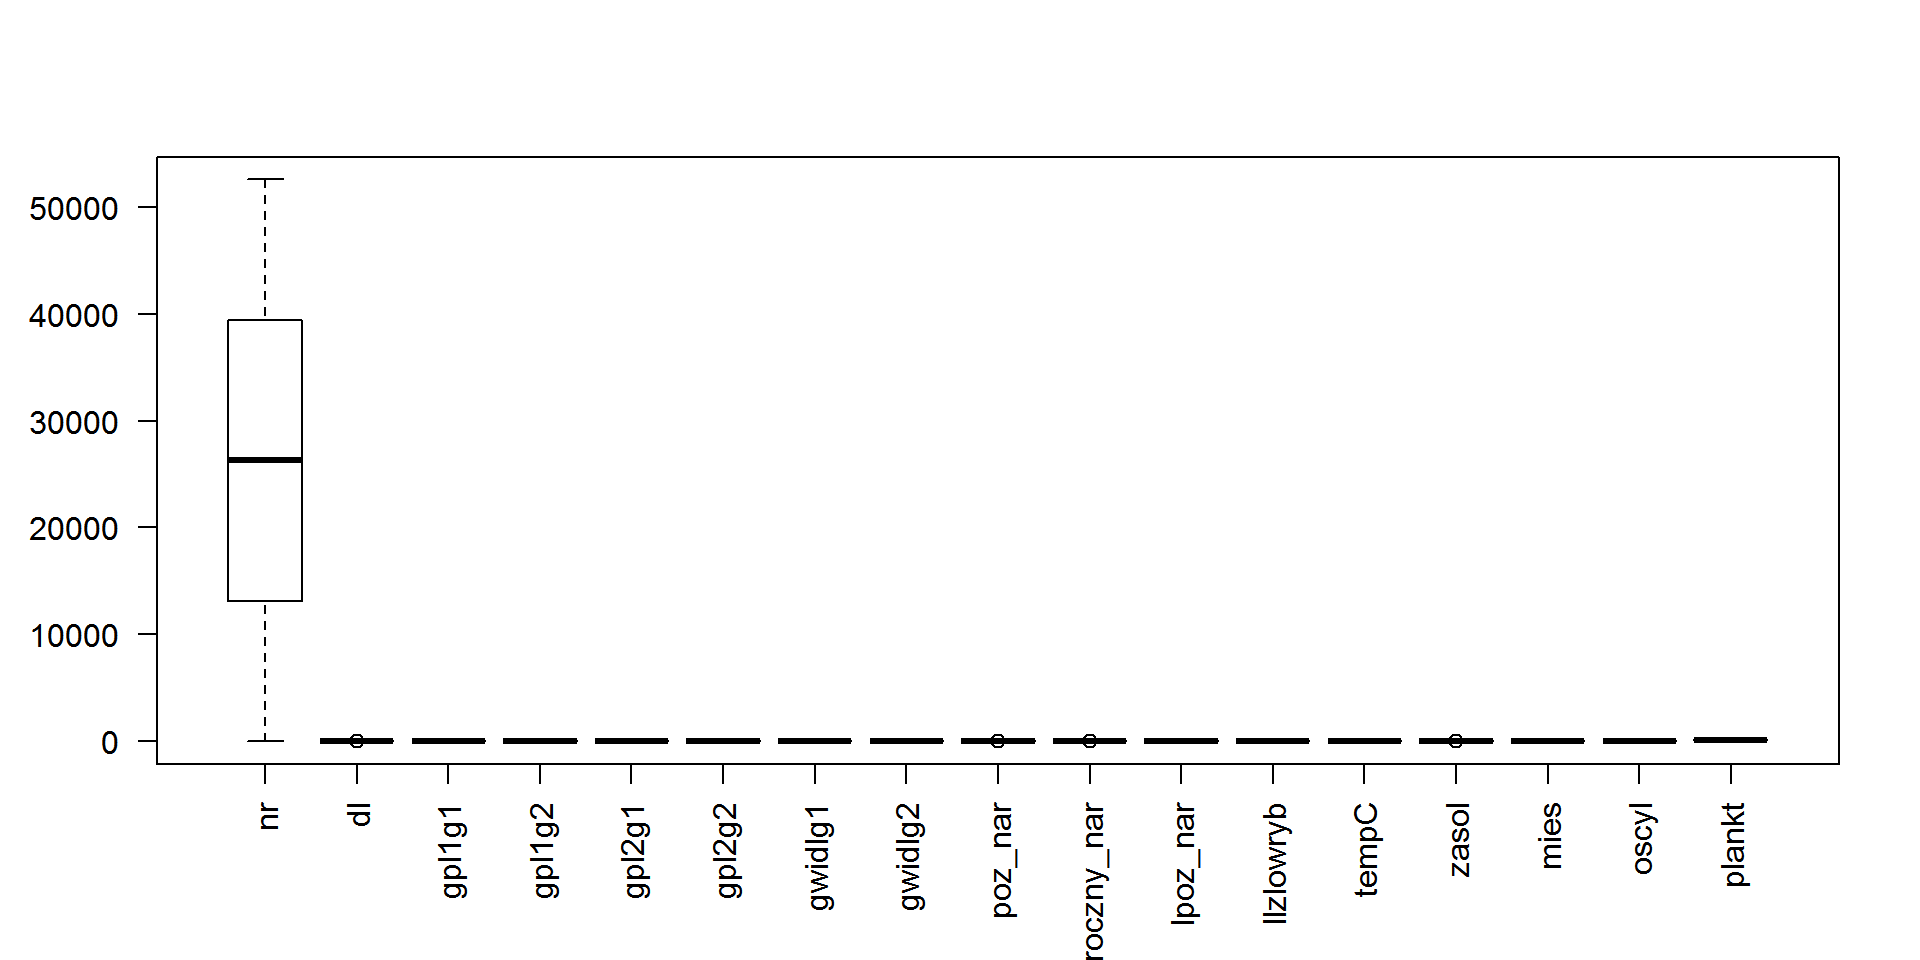 50000
40000
30000
20000
10000
0
nr
dl
gpl1g1
gpl1g2
gpl2g1
gpl2g2
gwidlg1
gwidlg2
poz_nar
roczny_nar
lpoz_nar
llzlowryb
tempC
zasol
mies
oscyl
plankt